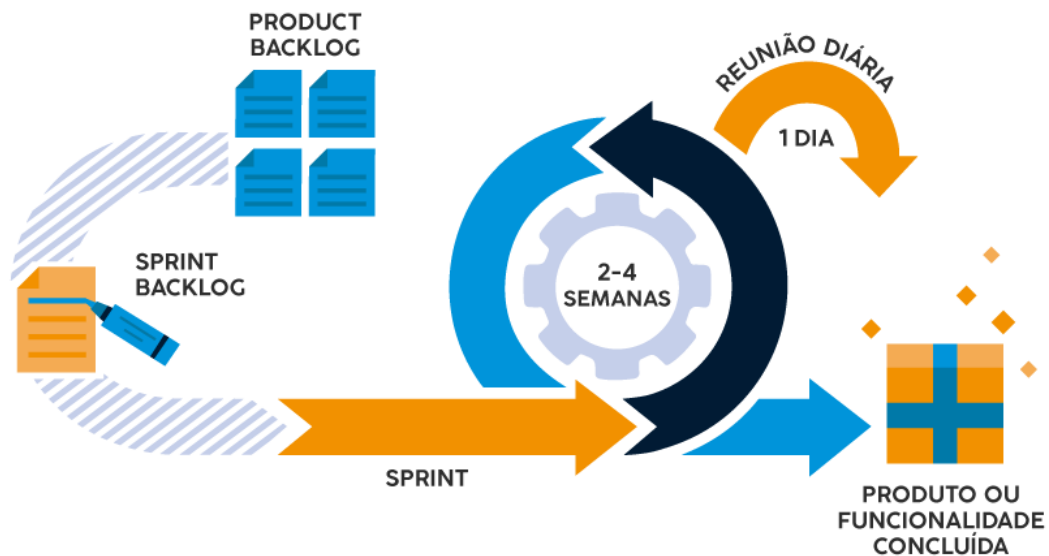 PRODUCT
BACKLOG
REUNIÃO DIÁRIA
1 DIA
SPRINT
BACKLOG
2-4
SEMANAS
SPRINT
PRODUTO OU
FUNCIONALIDADE
CONCLUÍDA